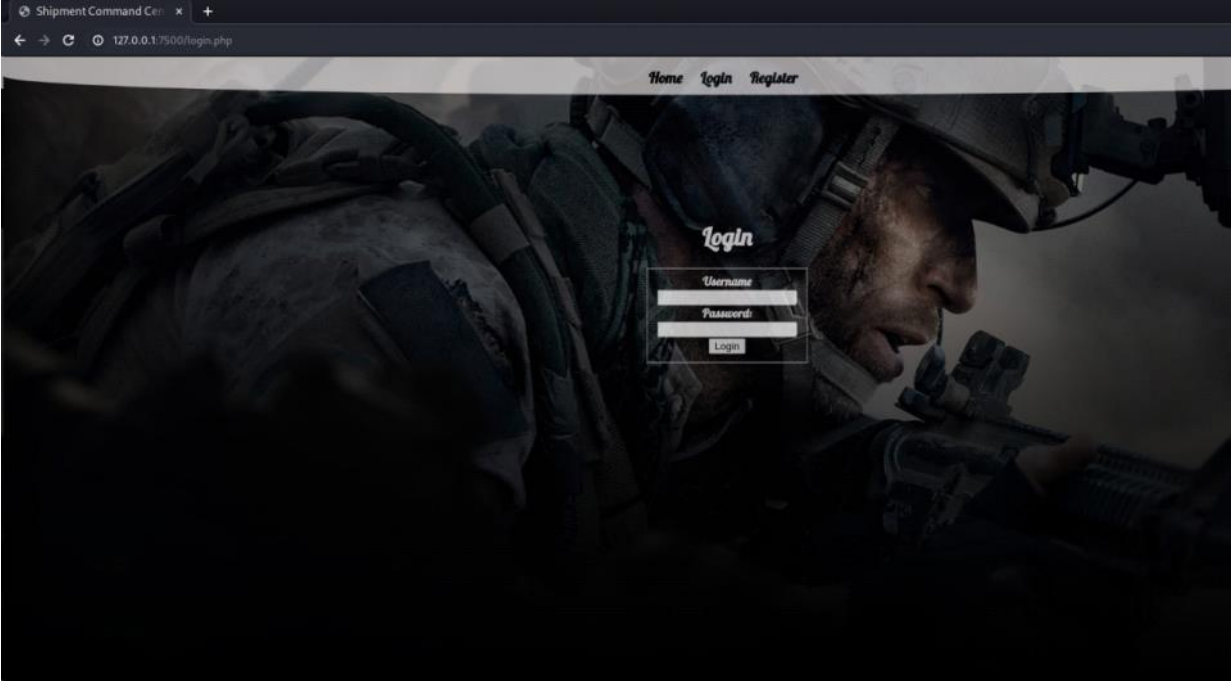 Shipment Command Cen
127.0.0.1:7500/login.php
Home Login Register
Login
Username
Password:
Login